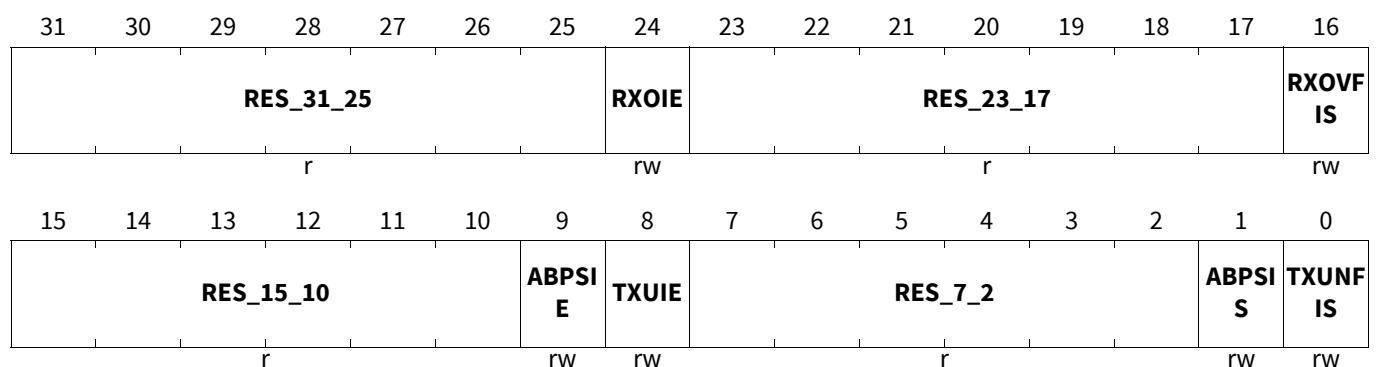 31 30 29 28 27 26 25 24 23 22 21 20 19 18 17 16
RES_31_25 RXOIE RES_23_17 RXOVF
IS
r rw r rw
15 14 13 12 11 10 9 8 7 6 5 4 3 2 1 0
RES_15_10 ABPSI TXUIE RES_7_2 ABPSI TXUNF
E S IS
r rw rw r rw rw